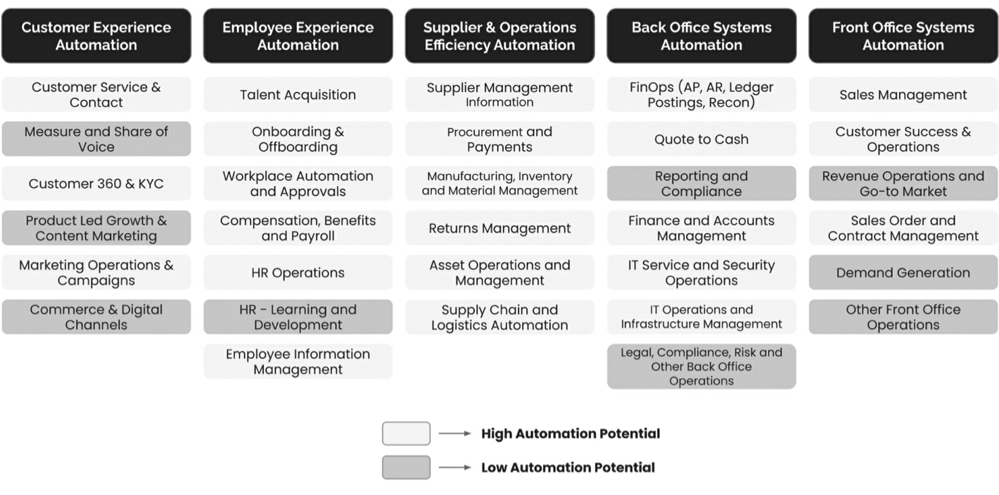 Customer Experience
Automation
Customer Service &
Contact
Measure and Share of
Voice
Customer 360 & KYC
Product Led Growth &
Content Marketing
Marketing Operations &
Campaigns
Commerce & Digital
Channels
Employee Experience
Automation
Talent Acquisition
Onboarding &
Offboarding
Workplace Automation
and Approvals
Compensation, Benefits
and Payroll
HR Operations
HR - Learning and
Development
Employee Information
Management
Supplier & Operations
Efficiency Automation
Supplier Management
Information
Procurement and
Payments
Manufacturing, Inventory
and Material Management
Returns Management
Asset Operations and
Management
Supply Chain and
Logistics Automation
Back Office Systems
Automation
FinOps (AP, AR, Ledger
Postings, Recon)
Quote to Cash
Reporting and
Compliance
Finance and Accounts
Management
IT Service and Security
Operations
IT Operations and
Infrastructure Management
Legal, Compliance, Risk and
Other Back Office
Operations
Front Office Systems
Automation
Sales Management
Customer Success &
Operations
Revenue Operations and
Go-to Market
Sales Order and
Contract Management
Demand Generation
Other Front Office
Operations
High Automation Potential
Low Automation Potential